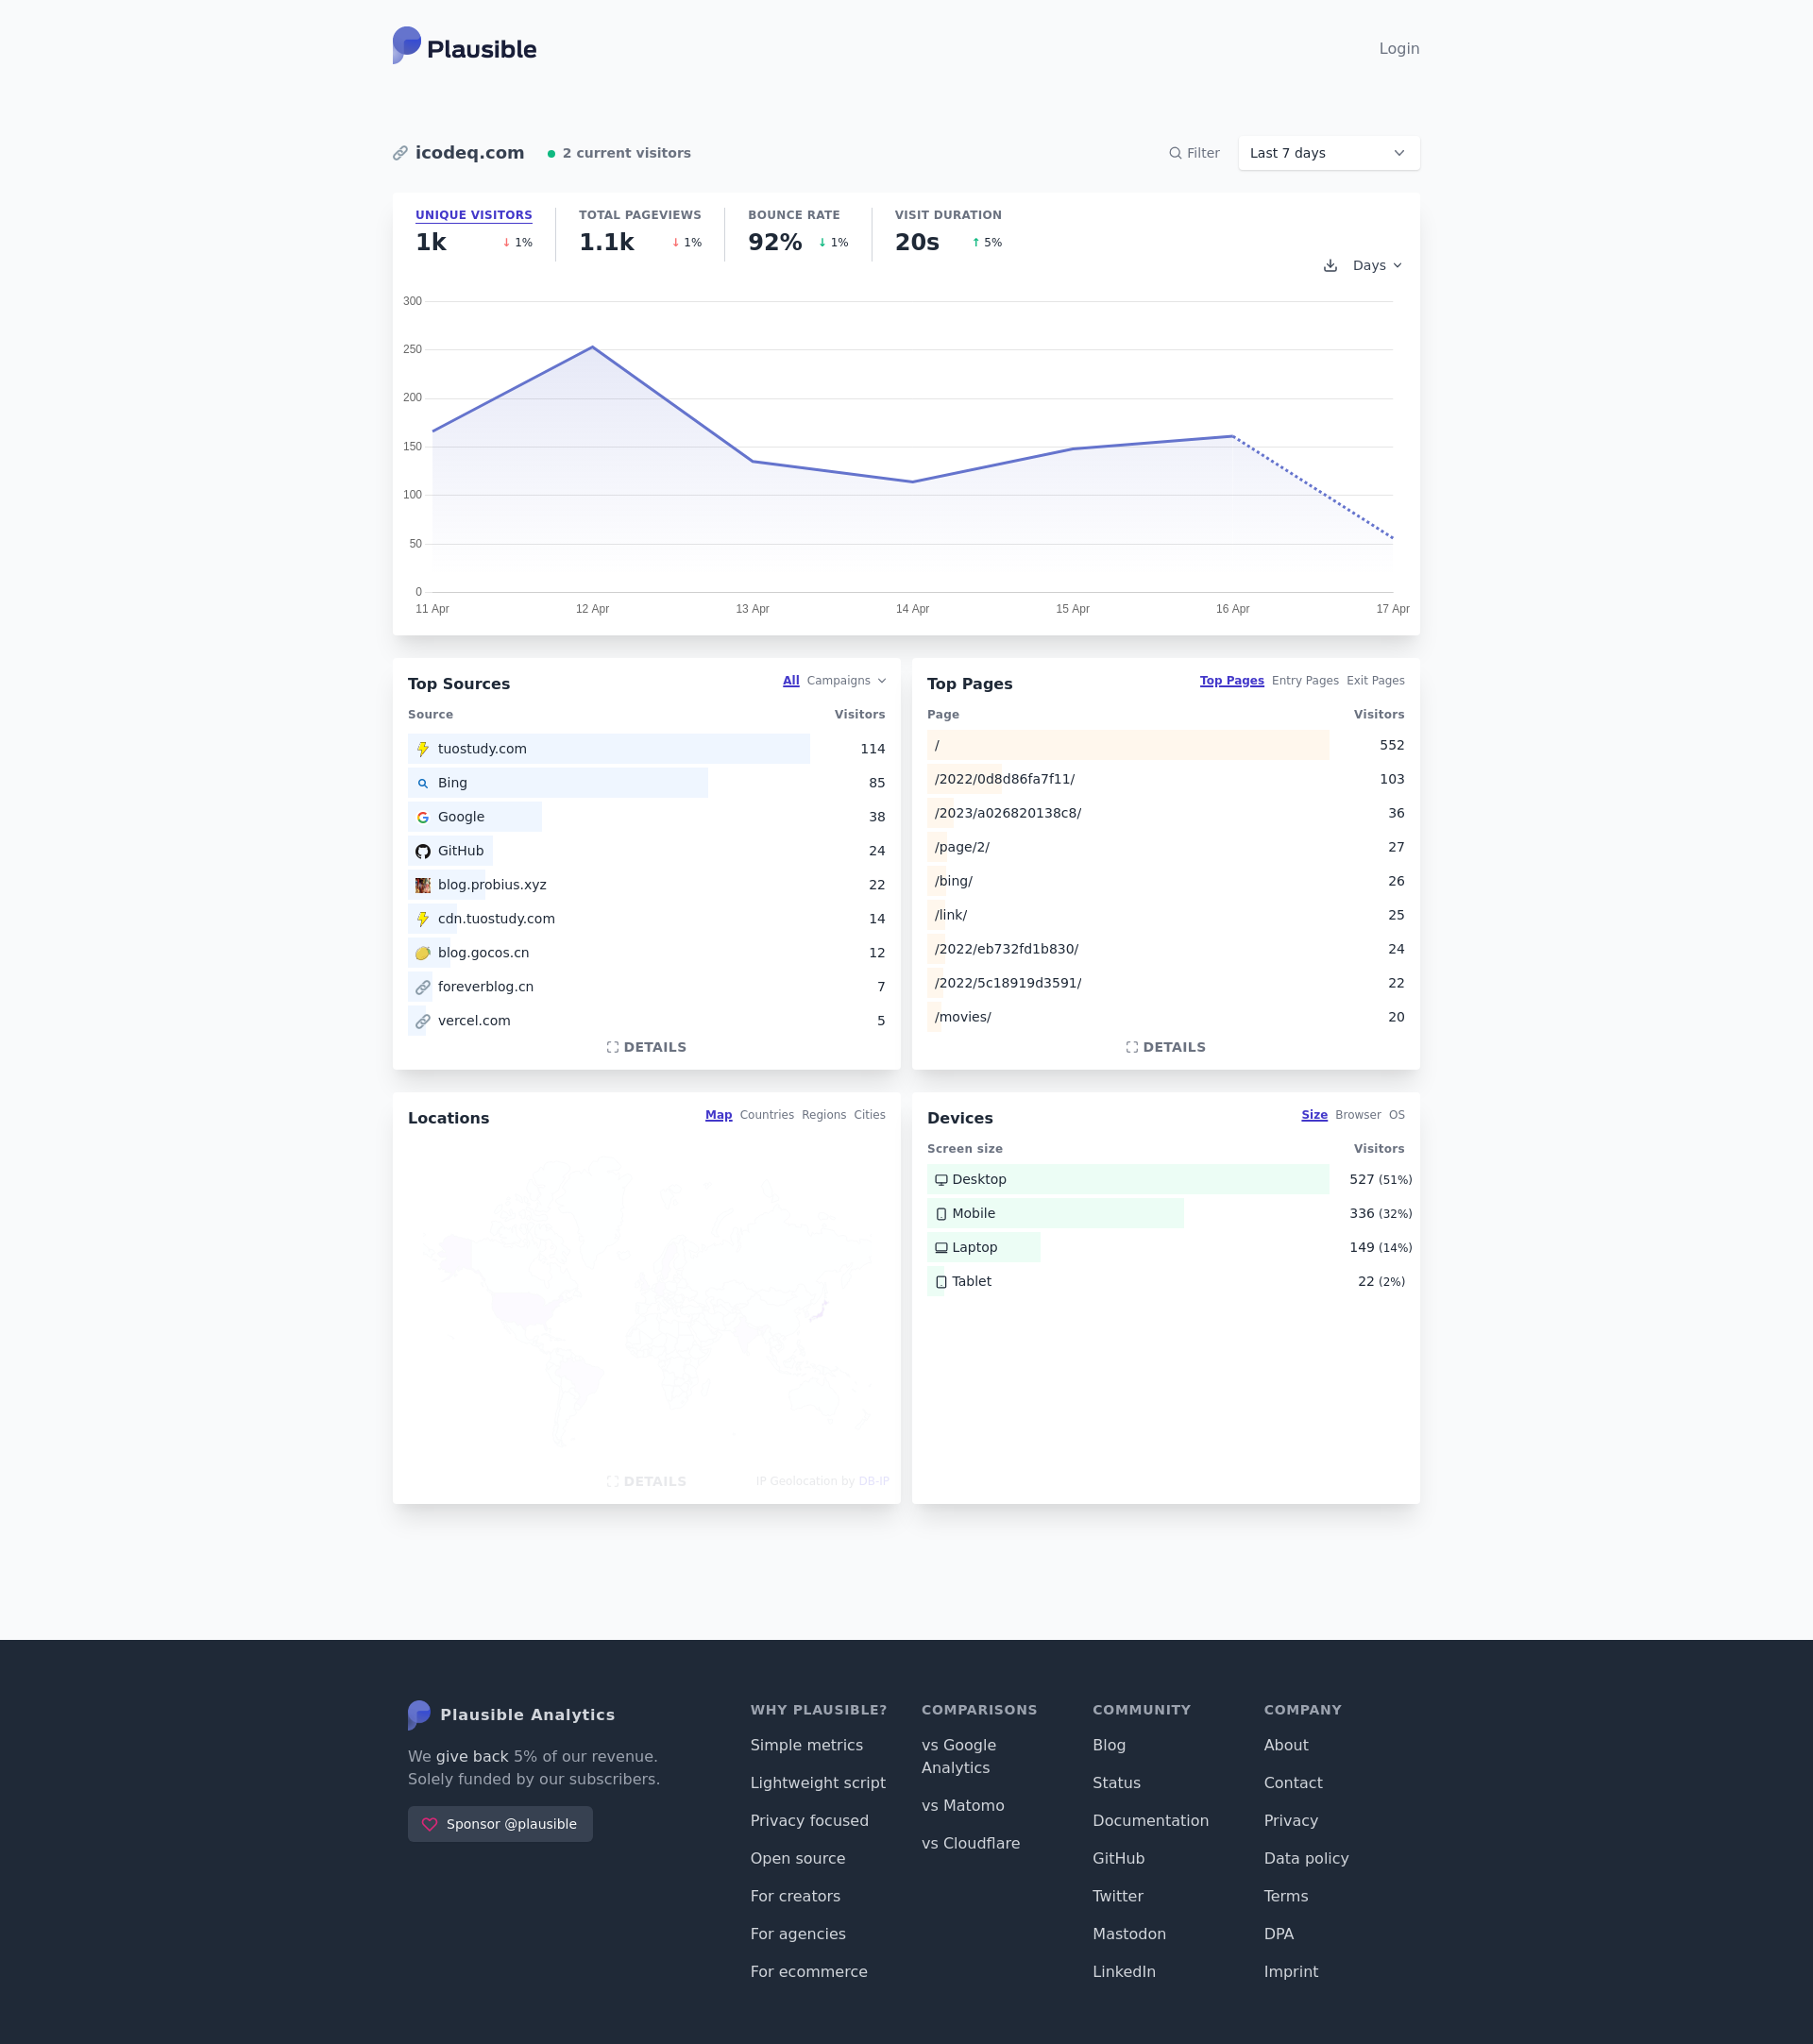 Plausible
Login
icodeq.com
2 current visitors
Filter
Last 7 days
UNIQUE VISITORS
1k ↓ 1%
TOTAL PAGEVIEWS
1.1k ↓ 1%
BOUNCE RATE
92% ↓ 1%
VISIT DURATION
20s ↑ 5%
Days
300
250
200
150
100
50
0
11 Apr 12 Apr 13 Apr 14 Apr 15 Apr 16 Apr 17 Apr
Top Sources
All Campaigns
Source Visitors
tuostudy.com 114
Bing 85
Google 38
GitHub 24
blog.probius.xyz 22
cdn.tuostudy.com 14
blog.gocos.cn 12
foreverblog.cn 7
vercel.com 5
DETAILS
Top Pages
Top Pages Entry Pages Exit Pages
Page Visitors
/ 552
/2022/0d8d86fa7f11/ 103
/2023/a026820138c8/ 36
/page/2/ 27
/bing/ 26
/link/ 25
/2022/eb732fd1b830/ 24
/2022/5c18919d3591/ 22
/movies/ 20
DETAILS
Locations
Map Countries Regions Cities
DETAILS
IP Geolocation by DB-IP
Devices
Size Browser OS
Screen size Visitors
Desktop 527 (51%)
Mobile 336 (32%)
Laptop 149 (14%)
Tablet 22 (2%)
Plausible Analytics
We give back 5% of our revenue.
Solely funded by our subscribers.
Sponsor @plausible
WHY PLAUSIBLE?
Simple metrics
Lightweight script
Privacy focused
Open source
For creators
For agencies
For ecommerce
COMPARISONS
vs Google
Analytics
vs Matomo
vs Cloudflare
COMMUNITY
Blog
Status
Documentation
GitHub
Twitter
Mastodon
LinkedIn
COMPANY
About
Contact
Privacy
Data policy
Terms
DPA
Imprint